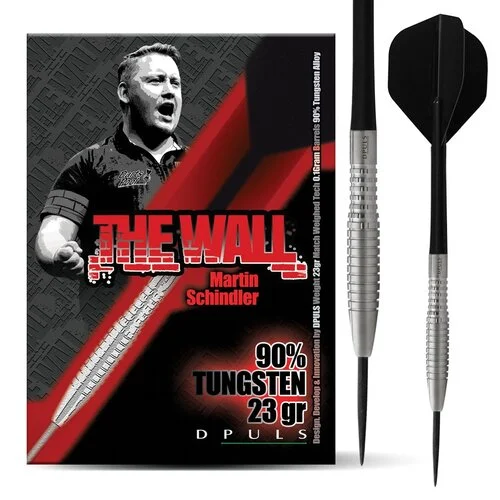 THE WALL
Martin
Schindler
90%
TUNGSTEN
23 gr
DPULS
Design, Develop & Innovation by DPULS Weight 23gr Match Weighed Tech 0.1Gram Barrels 90% Tungsten Alloy
DPULS